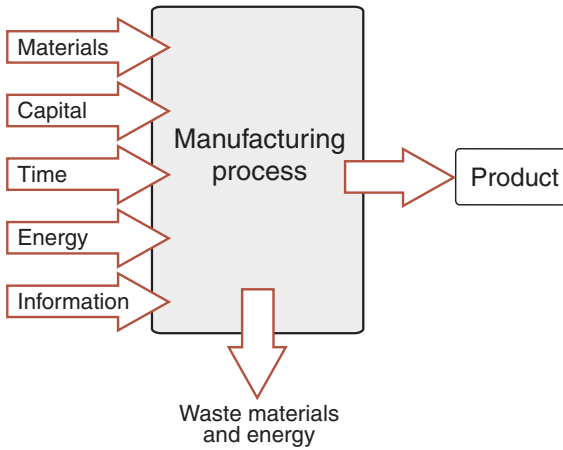 Materials
Capital
Time
Energy
Information
Manufacturing
process
Product
Waste materials
and energy